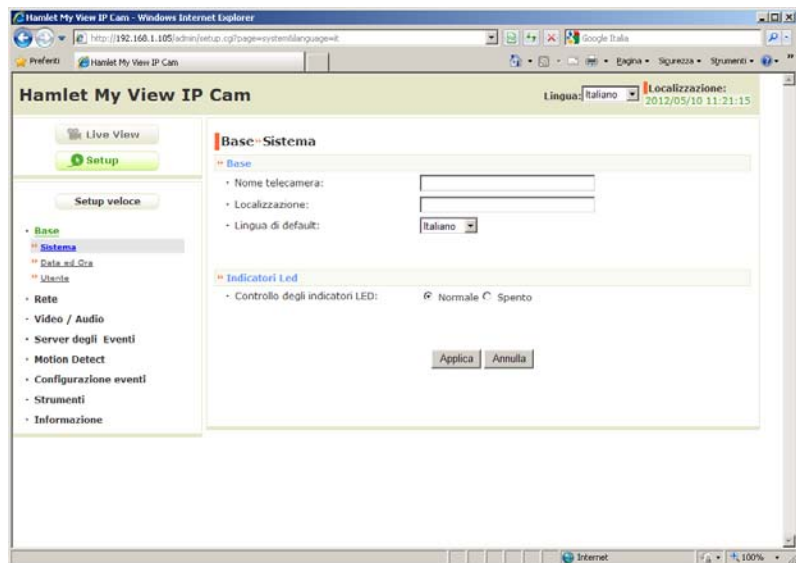 Hamlet My View IP Cam - Windows Internet Explorer
http://192.168.1.105/admin/setup.cgi?page=system&language=it
Google Italia
Preferiti
Hamlet My View IP Cam
Pagina
Sicurezza
Strumenti
Hamlet My View IP Cam
Lingua: Italiano
Localizzazione:
2012/05/10 11:21:15
Live View
Setup
Setup veloce
Base
Sistema
Data ed Ora
Utente
Rete
Video / Audio
Server degli Eventi
Motion Detect
Configurazione eventi
Strumenti
Informazione
Base Sistema
Base
Nome telecamera:
Localizzazione:
Lingua di default: Italiano
Indicatori Led
Controllo degli indicatori LED: Normale Spento
Applica Annulla
Internet
100%